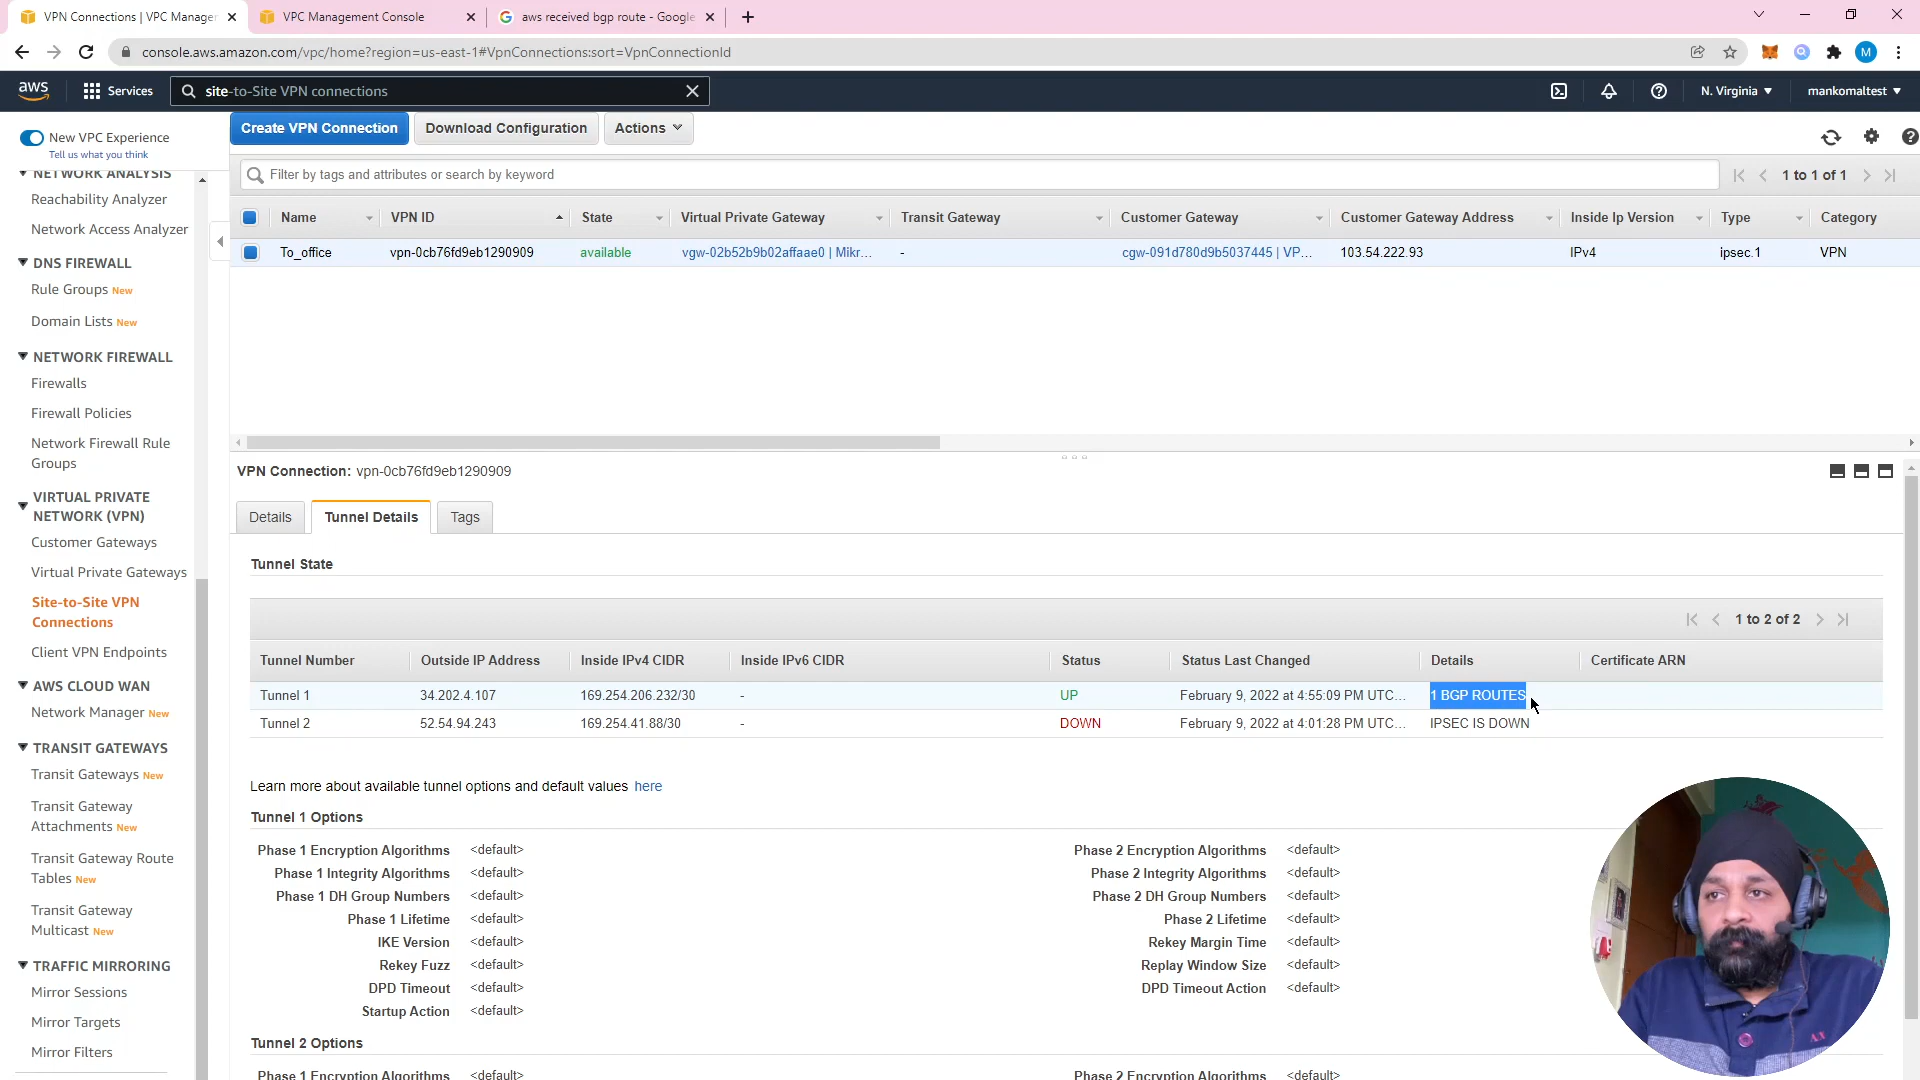 VPN Connections | VPC Manager
VPC Management Console
aws received bgp route - Google
console.aws.amazon.com/vpc/home?region=us-east-1#VpnConnections:sort=VpnConnectionId
M
aws
Services
site-to-Site VPN connections
N. Virginia
mankomaltest
New VPC Experience
Tell us what you think
NETWORK ANALYSIS
Reachability Analyzer
Network Access Analyzer
DNS FIREWALL
Rule Groups New
Domain Lists New
NETWORK FIREWALL
Firewalls
Firewall Policies
Network Firewall Rule
Groups
VIRTUAL PRIVATE
NETWORK (VPN)
Customer Gateways
Virtual Private Gateways
Site-to-Site VPN
Connections
Client VPN Endpoints
AWS CLOUD WAN
Network Manager New
TRANSIT GATEWAYS
Transit Gateways New
Transit Gateway
Attachments New
Transit Gateway Route
Tables New
Transit Gateway
Multicast New
TRAFFIC MIRRORING
Mirror Sessions
Mirror Targets
Mirror Filters
Create VPN Connection Download Configuration Actions
Filter by tags and attributes or search by keyword
1 to 1 of 1
Name VPN ID State Virtual Private Gateway Transit Gateway Customer Gateway Customer Gateway Address Inside Ip Version Type Category
To_office vpn-0cb76fd9eb1290909 available vgw-02b52b9b02affaae0 | Mikr... - cgw-091d780d9b5037445 | VP... 103.54.222.93 IPv4 ipsec.1 VPN
VPN Connection: vpn-0cb76fd9eb1290909
Details Tunnel Details Tags
Tunnel State
1 to 2 of 2
Tunnel Number Outside IP Address Inside IPv4 CIDR Inside IPv6 CIDR Status Status Last Changed Details Certificate ARN
Tunnel 1 34.202.4.107 169.254.206.232/30 - UP February 9, 2022 at 4:55:09 PM UTC... 1 BGP ROUTES
Tunnel 2 52.54.94.243 169.254.41.88/30 - DOWN February 9, 2022 at 4:01:28 PM UTC... IPSEC IS DOWN
Learn more about available tunnel options and default values here
Tunnel 1 Options
Phase 1 Encryption Algorithms <default> Phase 2 Encryption Algorithms <default>
Phase 1 Integrity Algorithms <default> Phase 2 Integrity Algorithms <default>
Phase 1 DH Group Numbers <default> Phase 2 DH Group Numbers <default>
Phase 1 Lifetime <default> Phase 2 Lifetime <default>
IKE Version <default> Rekey Margin Time <default>
Rekey Fuzz <default> Replay Window Size <default>
DPD Timeout <default> DPD Timeout Action <default>
Startup Action <default>
Tunnel 2 Options
Phase 1 Encryption Algorithms <default> Phase 2 Encryption Algorithms <default>